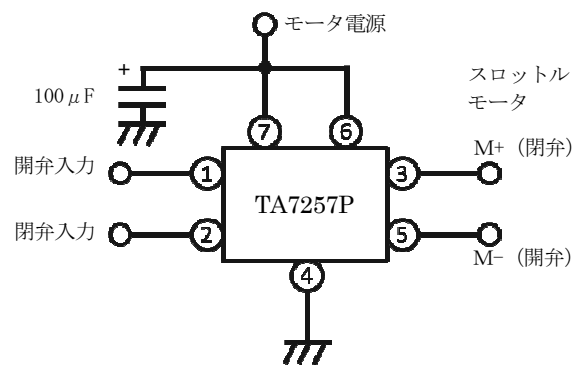 モータ電源
+
100μF
スロットル
モータ
⑦
⑥
M+ (閉弁)
開弁入力
①
③
TA7257P
閉弁入力
②
⑤
M- (開弁)
④